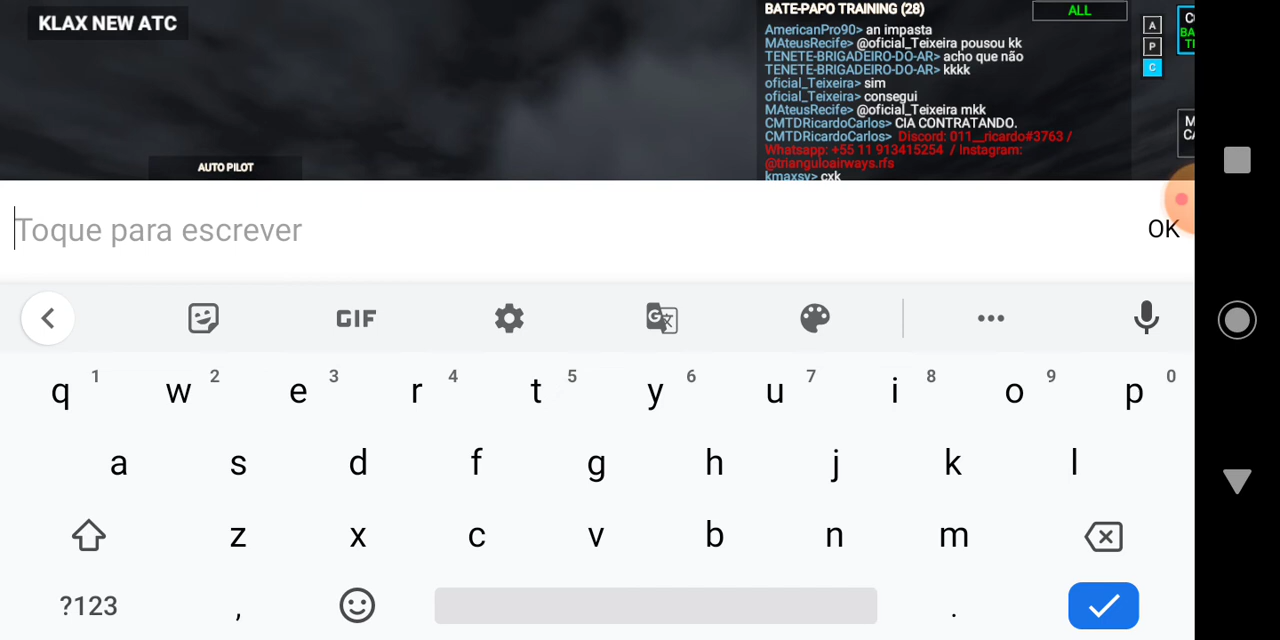 KLAX NEW ATC
AUTO PILOT
BATE-PAPO TRAINING (28)
ALL
AmericanPro90> an impasta
MAteusRecife> @oficial_Teixeira pousou kk
TENETE-BRIGADEIRO-DO-AR> acho que não
TENETE-BRIGADEIRO-DO-AR> kkkk
oficial_Teixeira> sim
oficial_Teixeira> consegui
MAteusRecife> @oficial_Teixeira mkk
CMTDRicardoCarlos> CIA CONTRATANDO.
CMTDRicardoCarlos> Discord: 011__ricardo#3763 /
Whatsapp: +55 11 913415254 / Instagram:
@trianguloairways.rfs
kmaxsv> cxk
A
P
C
Toque para escrever
OK
GIF
G
q 1 w 2 e 3 r 4 t 5 y 6 u 7 i 8 o 9 p 0
a s d f g h j k l
z x c v b n m
?123 , .